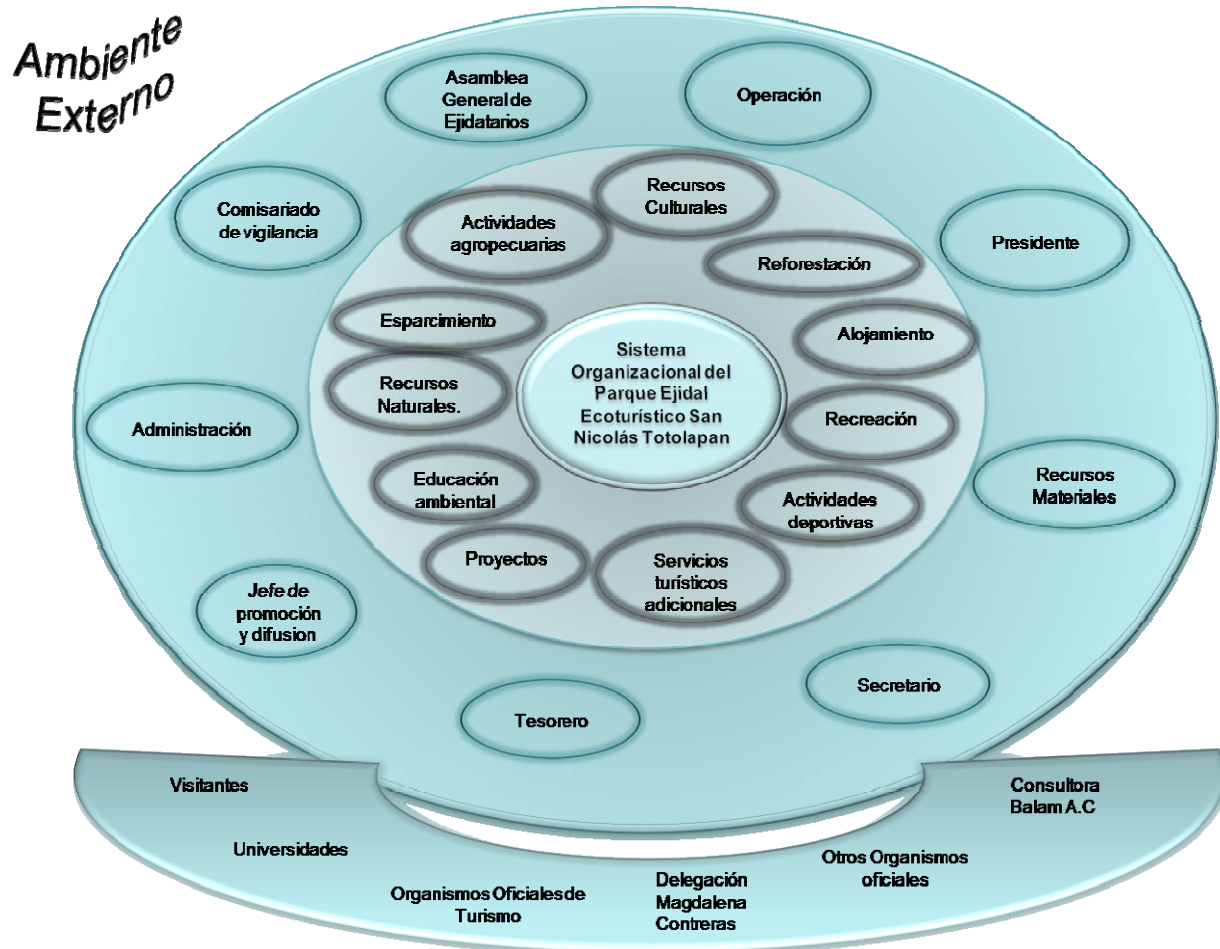 Ambiente
Externo
Asamblea
General de
Ejidatarios
Operación
Comisariado
de vigilancia
Presidente
Administración
Recursos
Materiales
Jefe de
promoción
y difusion
Tesorero
Secretario
Recursos
Culturales
Actividades
agropecuarias
Reforestación
Esparcimiento
Alojamiento
Recursos
Naturales.
Recreación
Educación
ambiental
Actividades
deportivas
Proyectos
Servicios
turísticos
adicionales
Sistema
Organizacional del
Parque Ejidal
Ecoturístico San
Nicolás Totolapan
Visitantes
Universidades
Organismos Oficiales de
Turismo
Delegación
Magdalena
Contreras
Otros Organismos
oficiales
Consultora
Balam A.C